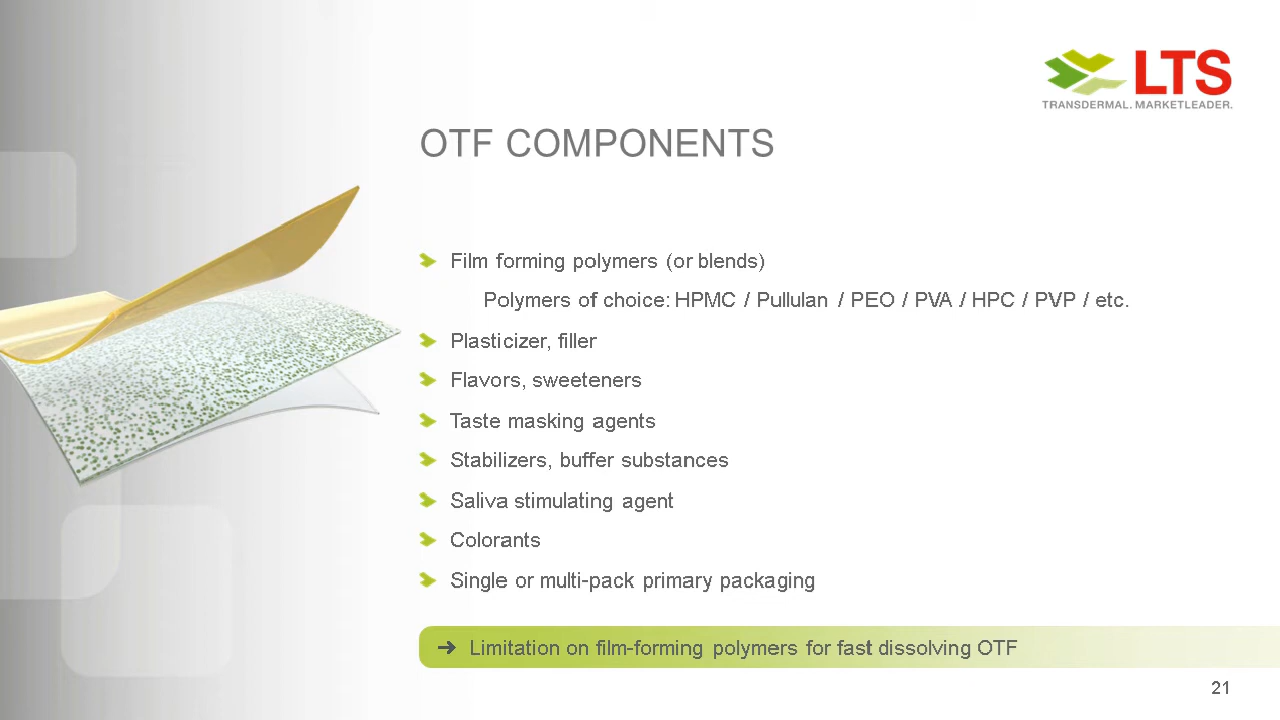 LTS
TRANSDERMAL. MARKETLEADER.
OTF COMPONENTS
Film forming polymers (or blends)
Polymers of choice: HPMC / Pullulan / PEO / PVA / HPC / PVP / etc.
Plasticizer, filler
Flavors, sweeteners
Taste masking agents
Stabilizers, buffer substances
Saliva stimulating agent
Colorants
Single or multi-pack primary packaging
➔ Limitation on film-forming polymers for fast dissolving OTF
21